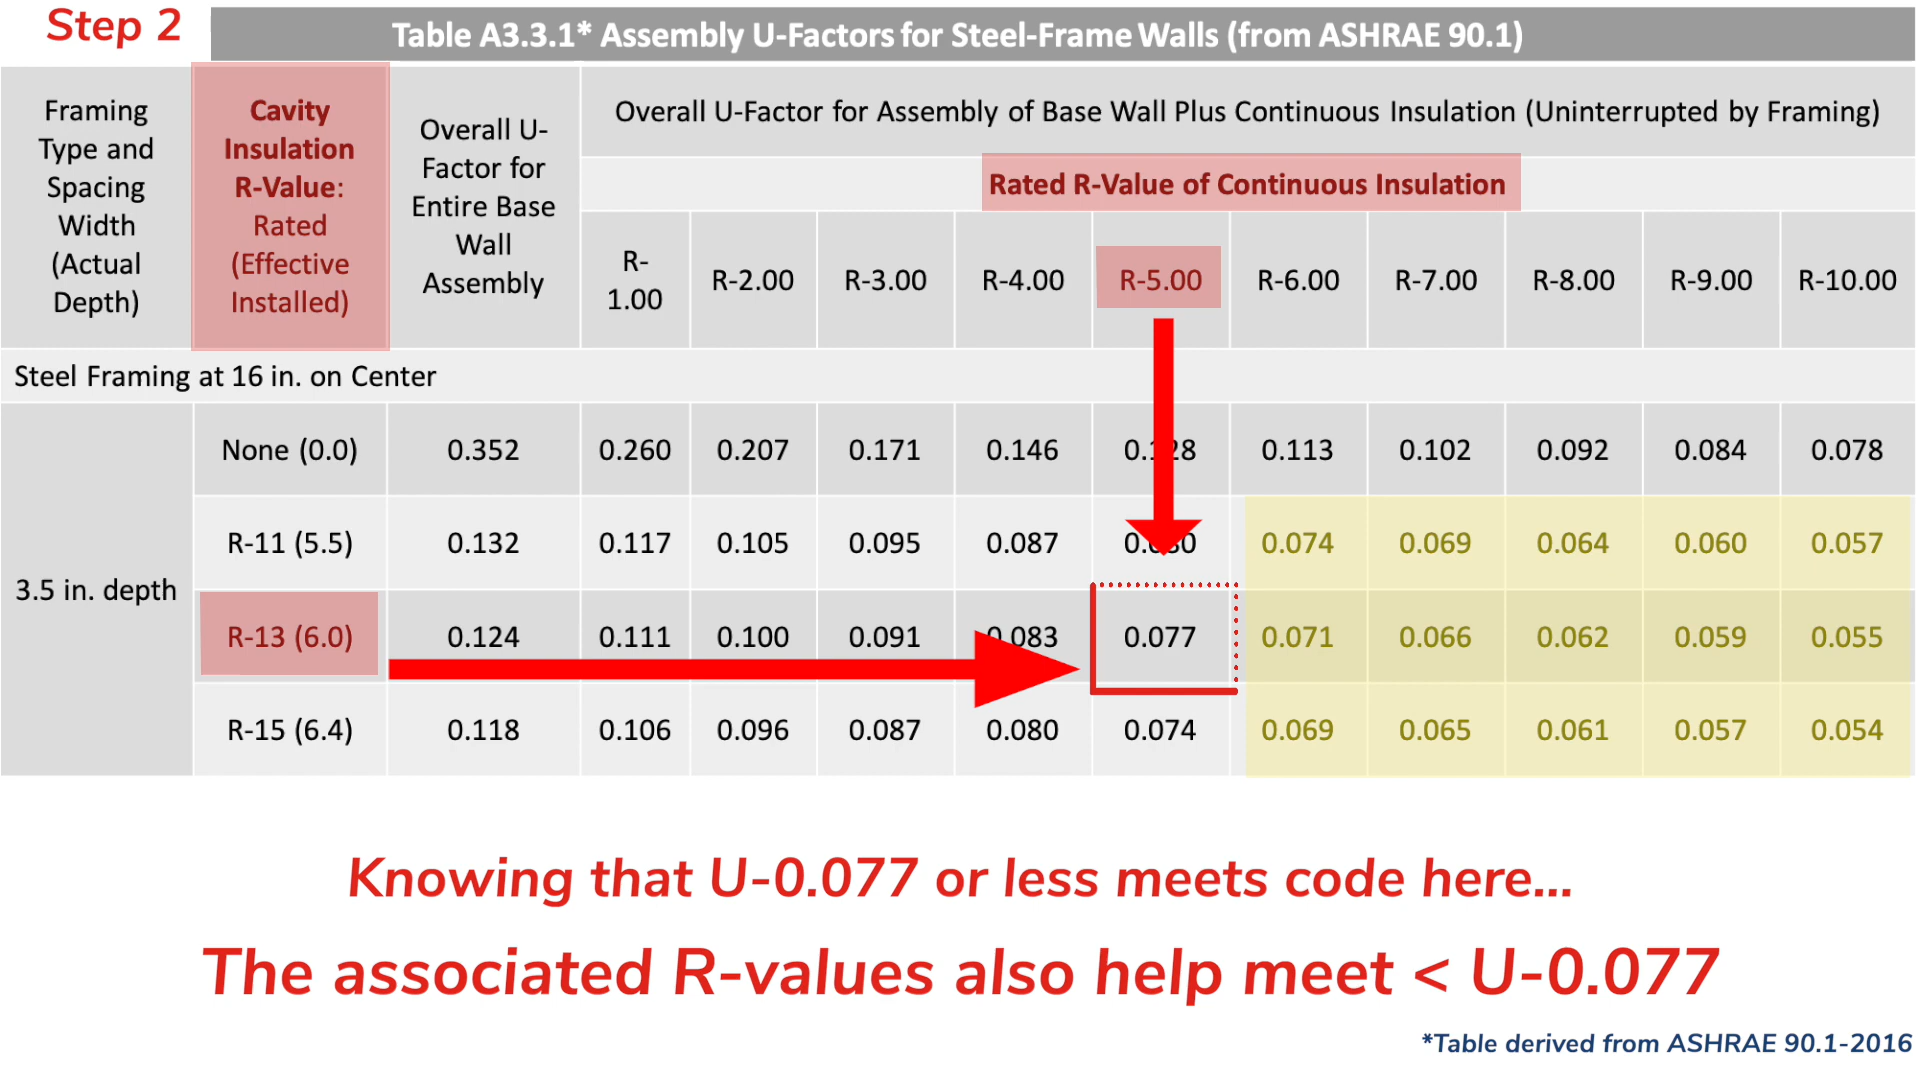 Step 2
Table A3.3.1* Assembly U-Factors for Steel-Frame Walls (from ASHRAE 90.1)
Framing
Type and
Spacing
Width
(Actual
Depth)
Cavity
Insulation
R-Value:
Rated
(Effective
Installed)
Overall U-
Factor for
Entire Base
Wall
Assembly
Overall U-Factor for Assembly of Base Wall Plus Continuous Insulation (Uninterrupted by Framing)
Rated R-Value of Continuous Insulation
R-
1.00
R-2.00 R-3.00 R-4.00 R-5.00 R-6.00 R-7.00 R-8.00 R-9.00 R-10.00
Steel Framing at 16 in. on Center
3.5 in. depth
None (0.0) 0.352 0.260 0.207 0.171 0.146 0.128 0.113 0.102 0.092 0.084 0.078
R-11 (5.5) 0.132 0.117 0.105 0.095 0.087 0.080 0.074 0.069 0.064 0.060 0.057
R-13 (6.0) 0.124 0.111 0.100 0.091 0.083 0.077 0.071 0.066 0.062 0.059 0.055
R-15 (6.4) 0.118 0.106 0.096 0.087 0.080 0.074 0.069 0.065 0.061 0.057 0.054
Knowing that U-0.077 or less meets code here...
The associated R-values also help meet < U-0.077
*Table derived from ASHRAE 90.1-2016